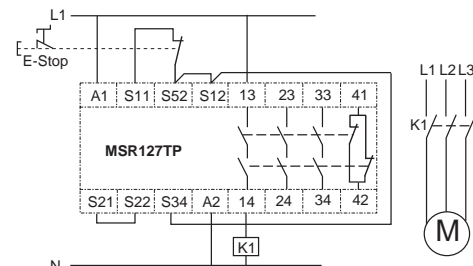 L1
E-Stop
A1 S11 S52 S12 13 23 33 41
MSR127TP
S21 S22 S34 A2 14 24 34 42
K1
N
L1 L2 L3
K1
M